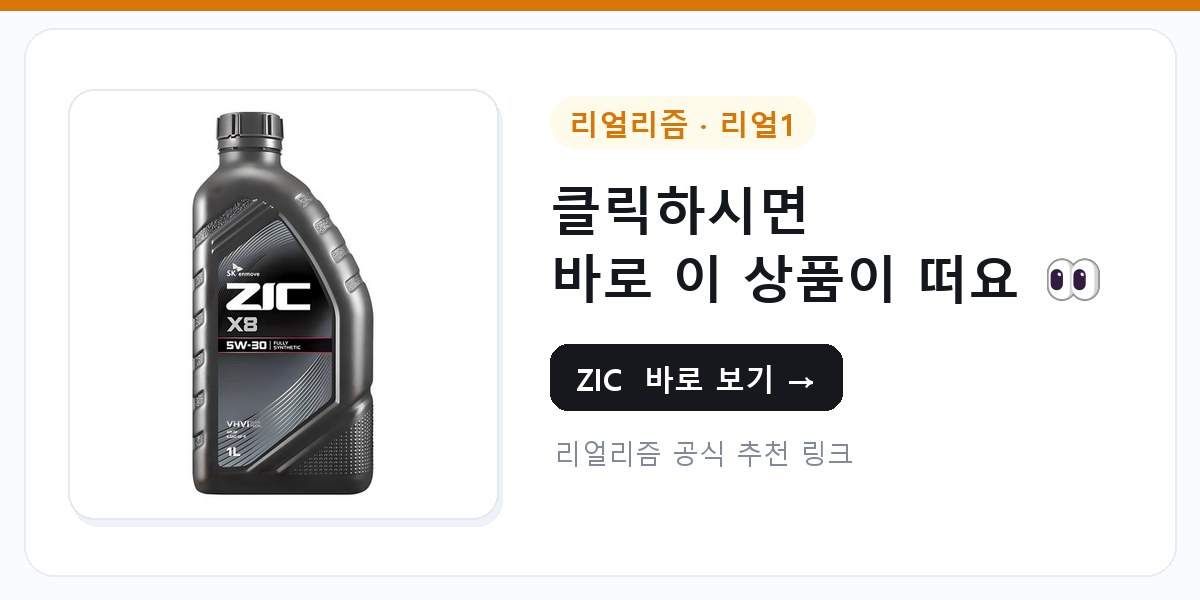 리얼리즘 · 리얼1
클릭하시면
바로 이 상품이 떠요 👀
ZIC 바로 보기 →
리얼리즘 공식 추천 링크
SK enmove
ZIC
X8
5W-30 FULLY SYNTHETIC
VHVI
1L